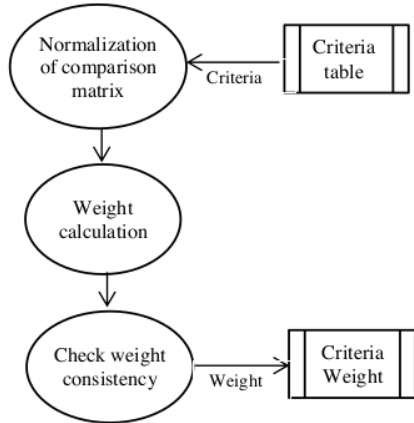 Normalization
of comparison
matrix
Criteria
Criteria
table
Weight
calculation
Check weight
consistency
Weight
Criteria
Weight